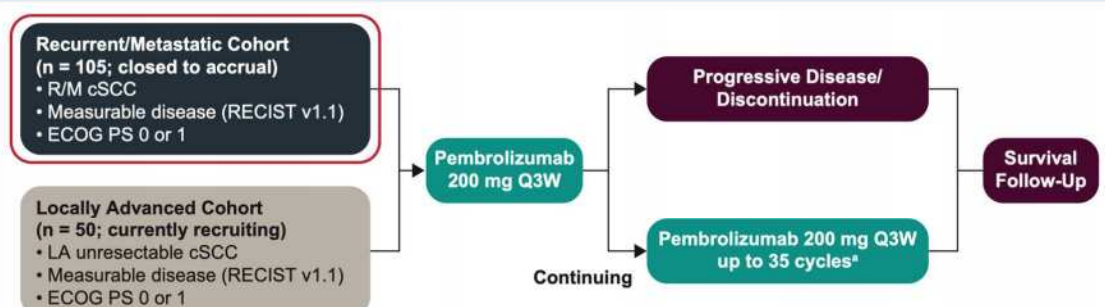 Recurrent/Metastatic Cohort
(n = 105; closed to accrual)
• R/M cSCC
• Measurable disease (RECIST v1.1)
• ECOG PS 0 or 1
Locally Advanced Cohort
(n = 50; currently recruiting)
• LA unresectable cSCC
• Measurable disease (RECIST v1.1)
• ECOG PS 0 or 1
Pembrolizumab
200 mg Q3W
Progressive Disease/
Discontinuation
Continuing
Pembrolizumab 200 mg Q3W
up to 35 cyclesᵃ
Survival
Follow-Up